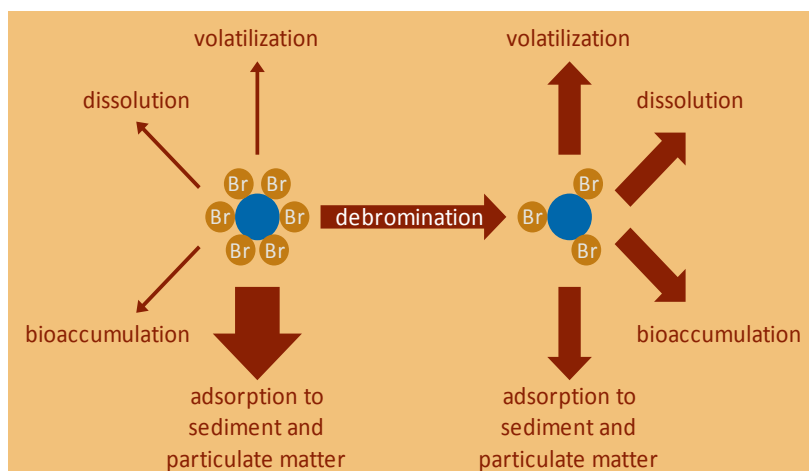 volatilization
volatilization
dissolution
dissolution
Br Br
Br
Br Br
debromination
Br
Br Br
Br
bioaccumulation
bioaccumulation
adsorption to
sediment and
particulate matter
adsorption to
sediment and
particulate matter